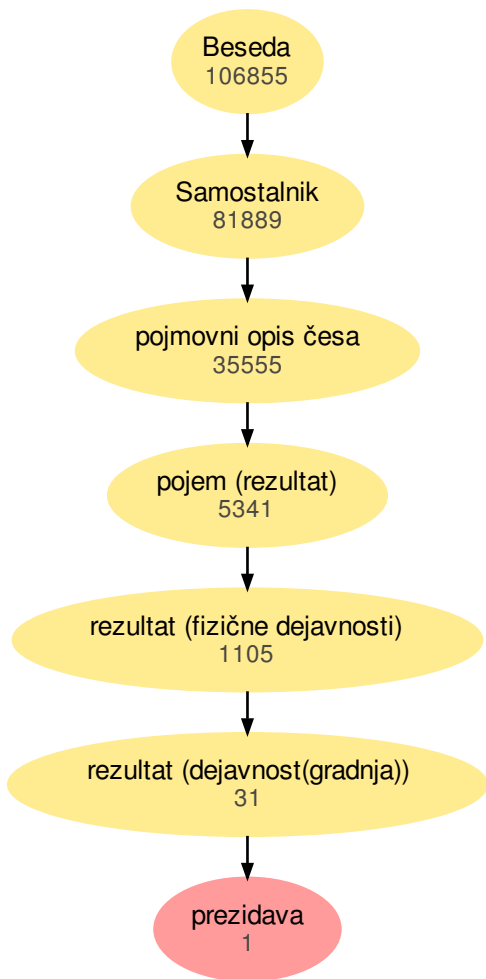 Beseda
106855
Samostalnik
81889
pojmovni opis česa
35555
pojem (rezultat)
5341
rezultat (fizične dejavnosti)
1105
rezultat (dejavnost(gradnja))
31
prezidava
1